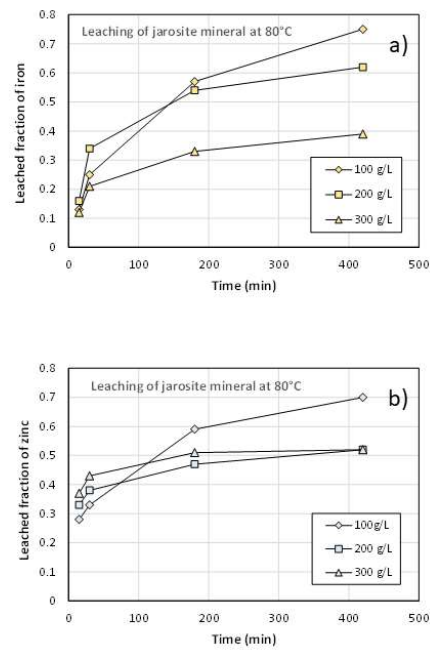 0.8
Leaching of jarosite mineral at 80°C
a)
0.7
0.6
0.5
0.4
0.3
0.2
0.1
0
Leached fraction of iron
100 g/L
200 g/L
300 g/L
0 100 200 300 400 500
Time (min)
0.8
Leaching of jarosite mineral at 80°C
b)
0.7
0.6
0.5
0.4
0.3
0.2
0.1
0
Leached fraction of zinc
100g/L
200 g/L
300 g/L
0 100 200 300 400 500
Time (min)